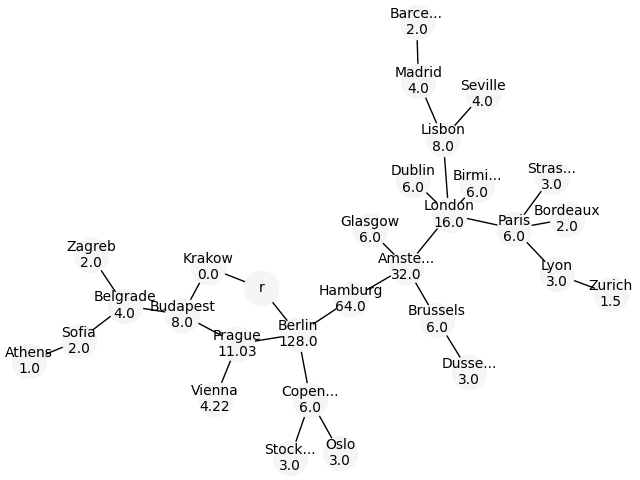 Barce...
2.0
Madrid
4.0
Seville
4.0
Lisbon
8.0
Dublin
6.0
Birmi...
6.0
Stras...
3.0
London
16.0
Bordeaux
2.0
Paris
6.0
Glasgow
6.0
Zagreb
2.0
Krakow
0.0
Amste...
32.0
Lyon
3.0
Zurich
1.5
r
Hamburg
64.0
Belgrade
4.0
Budapest
8.0
Brussels
6.0
Berlin
128.0
Sofia
2.0
Prague
11.03
Athens
1.0
Dusse...
3.0
Vienna
4.22
Copen...
6.0
Stock...
3.0
Oslo
3.0